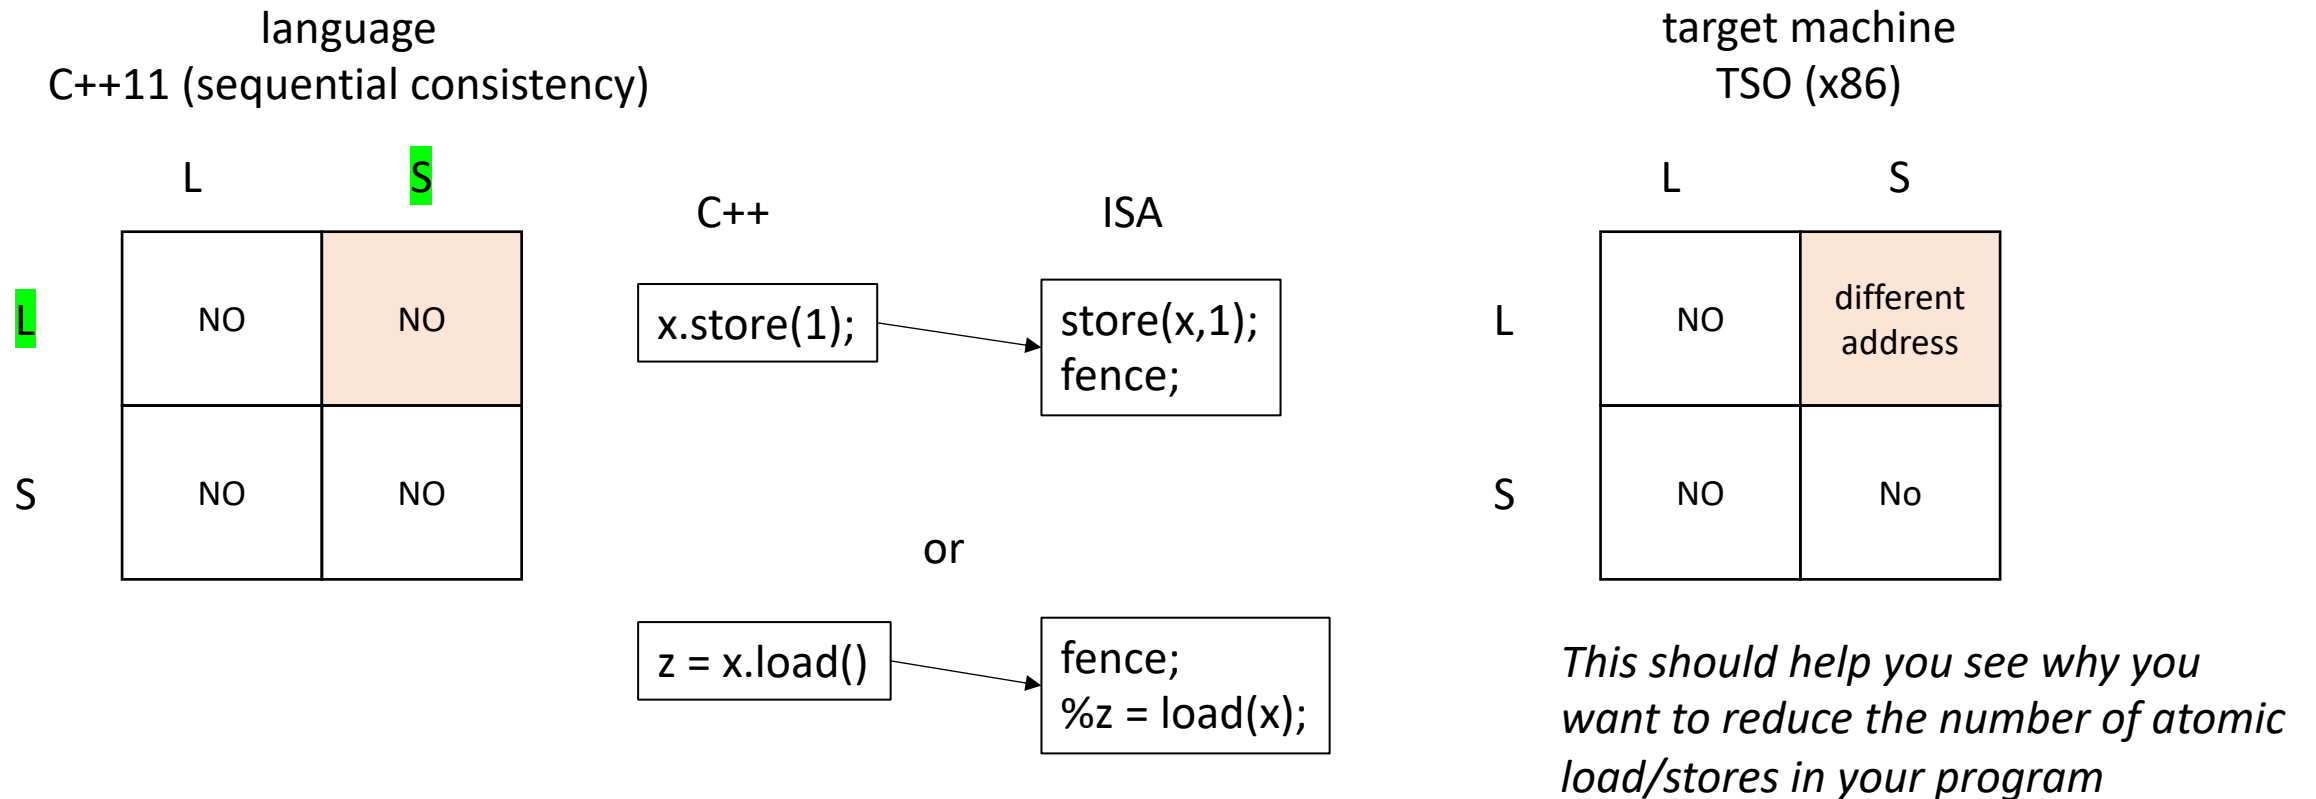 language
C++11 (sequential consistency)
L S
L NO NO
S NO NO
C++ ISA
x.store(1);
store(x,1);
fence;
or
z = x.load()
fence;
%z = load(x);
target machine
TSO (x86)
L S
L NO different
address
S NO No
This should help you see why you
want to reduce the number of atomic
load/stores in your program